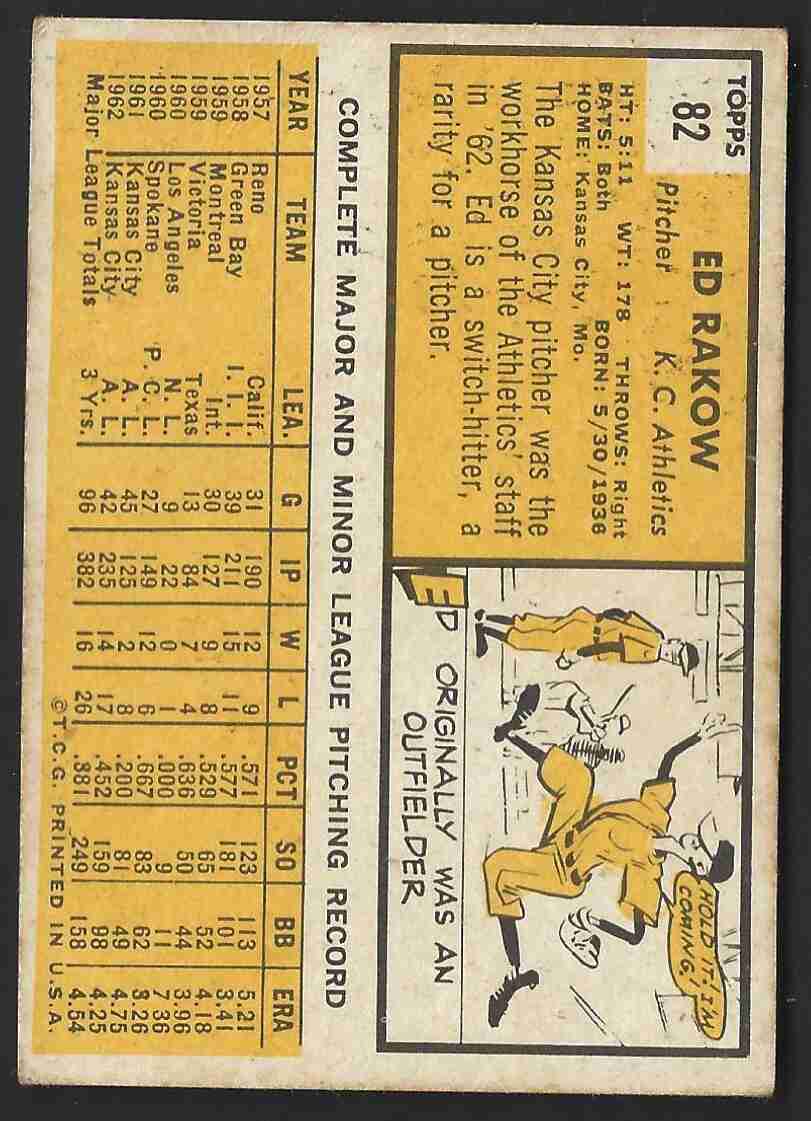 TOPPS
82
ED RAKOW
Pitcher K. C. Athletics
HT: 5:11 WT: 178 THROWS: Right
BATS: Both BORN: 5/30/1936
HOME: Kansas City, Mo.
The Kansas City pitcher was the
workhorse of the Athletics' staff
in '62. Ed is a switch-hitter, a
rarity for a pitcher.
HOLD IT! I'M
COMING!
ED ORIGINALLY WAS AN
OUTFIELDER
COMPLETE MAJOR AND MINOR LEAGUE PITCHING RECORD
YEAR TEAM LEA. G IP W L PCT SO BB ERA
1957 Reno Calif. 31 190 12 9 .571 123 113 5.21
1958 Green Bay I. I. I. 39 211 15 11 .577 181 101 3.41
1959 Montreal Int. 30 127 9 8 .529 65 52 4.18
1959 Victoria Texas 13 84 7 4 .636 50 44 3.96
1960 Los Angeles N. L. 9 22 0 1 .000 9 11 7.36
1960 Spokane P. C. L. 27 149 12 6 .667 83 62 3.26
1961 Kansas City A. L. 45 125 2 8 .200 81 49 4.75
1962 Kansas City A. L. 42 235 14 17 .452 159 98 4.25
Major League Totals 3 Yrs. 96 382 16 26 .381 249 158 4.54
©T.C.G. PRINTED IN U.S.A.